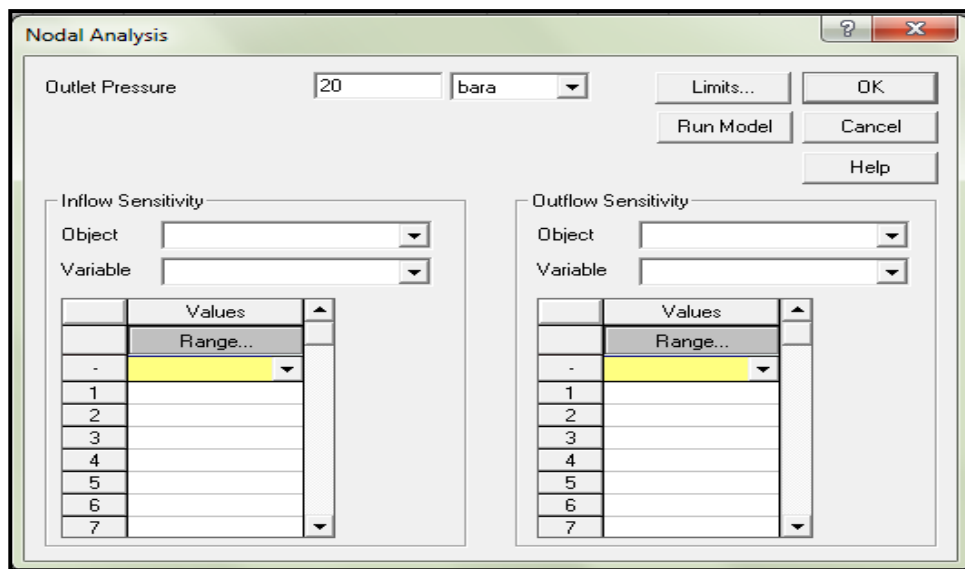 Nodal Analysis
?
Outlet Pressure 20 bara Limits... OK
Run Model Cancel
Help
Inflow Sensitivity
Object
Variable
Values
Range...
-
1
2
3
4
5
6
7
Outflow Sensitivity
Object
Variable
Values
Range...
-
1
2
3
4
5
6
7